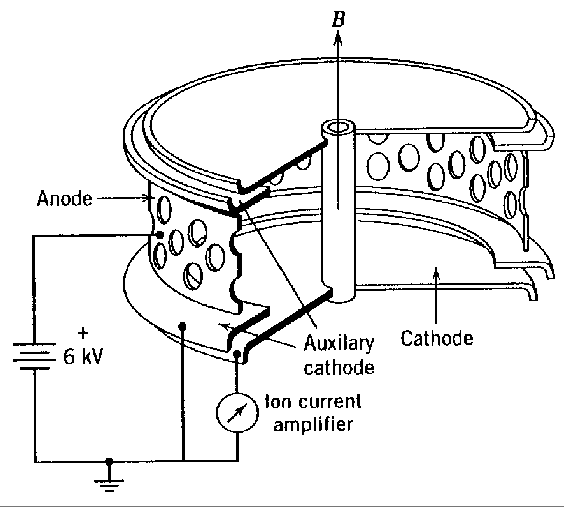 B
Anode
+
6 kV
Auxilary
cathode
Cathode
Ion current
amplifier